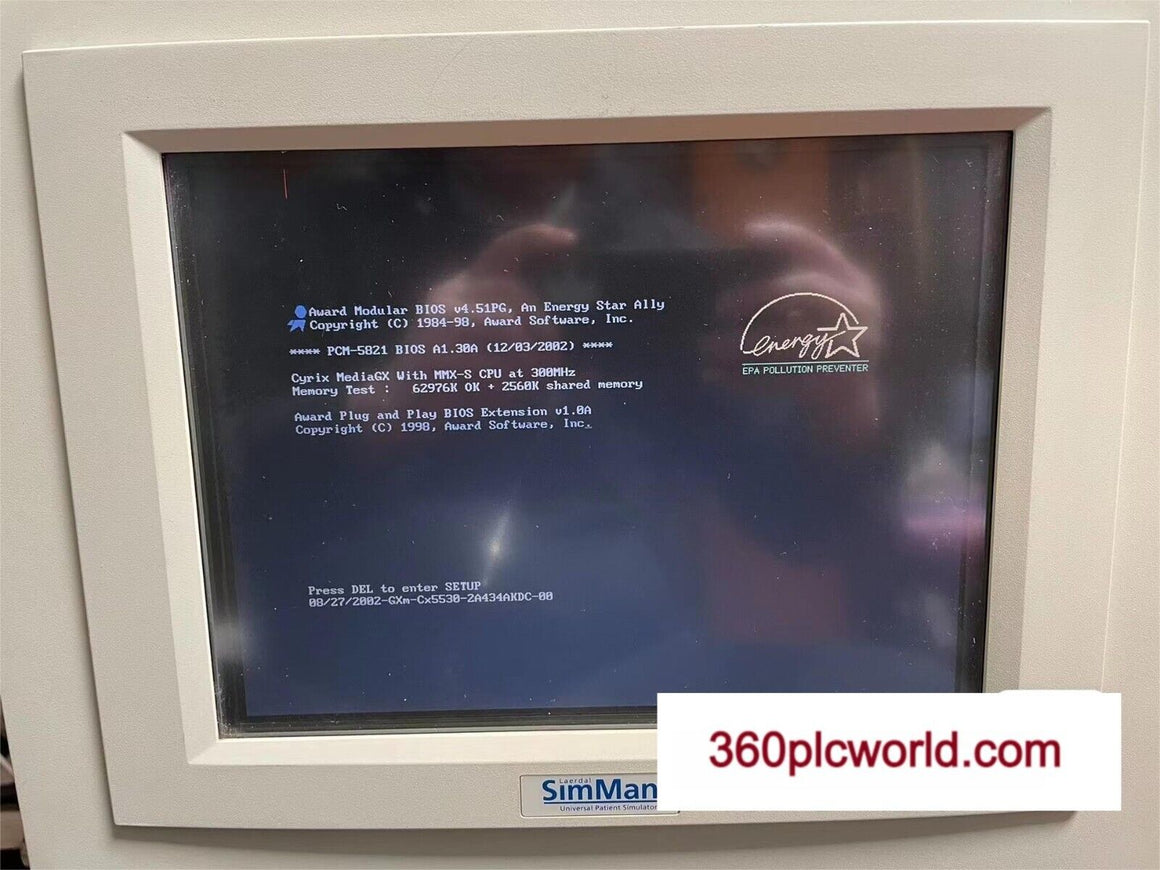 Award Modular BIOS v4.51PG, An Energy Star Ally
Copyright (C) 1984-98, Award Software, Inc.
**** PCM-5821 BIOS A1.30A (12/03/2002) ****
Cyrix MediaGX With MMX-S CPU at 300MHz
Memory Test :   62976K OK + 2560K shared memory
Award Plug and Play BIOS Extension v1.0A
Copyright (C) 1998, Award Software, Inc.
energy
EPA POLLUTION PREVENTER
Press DEL to enter SETUP
08/27/2002-GXm-Cx5530-2A434AKDC-00
360plcworld.com
Laerdal
SimMan
Universal Patient Simulator